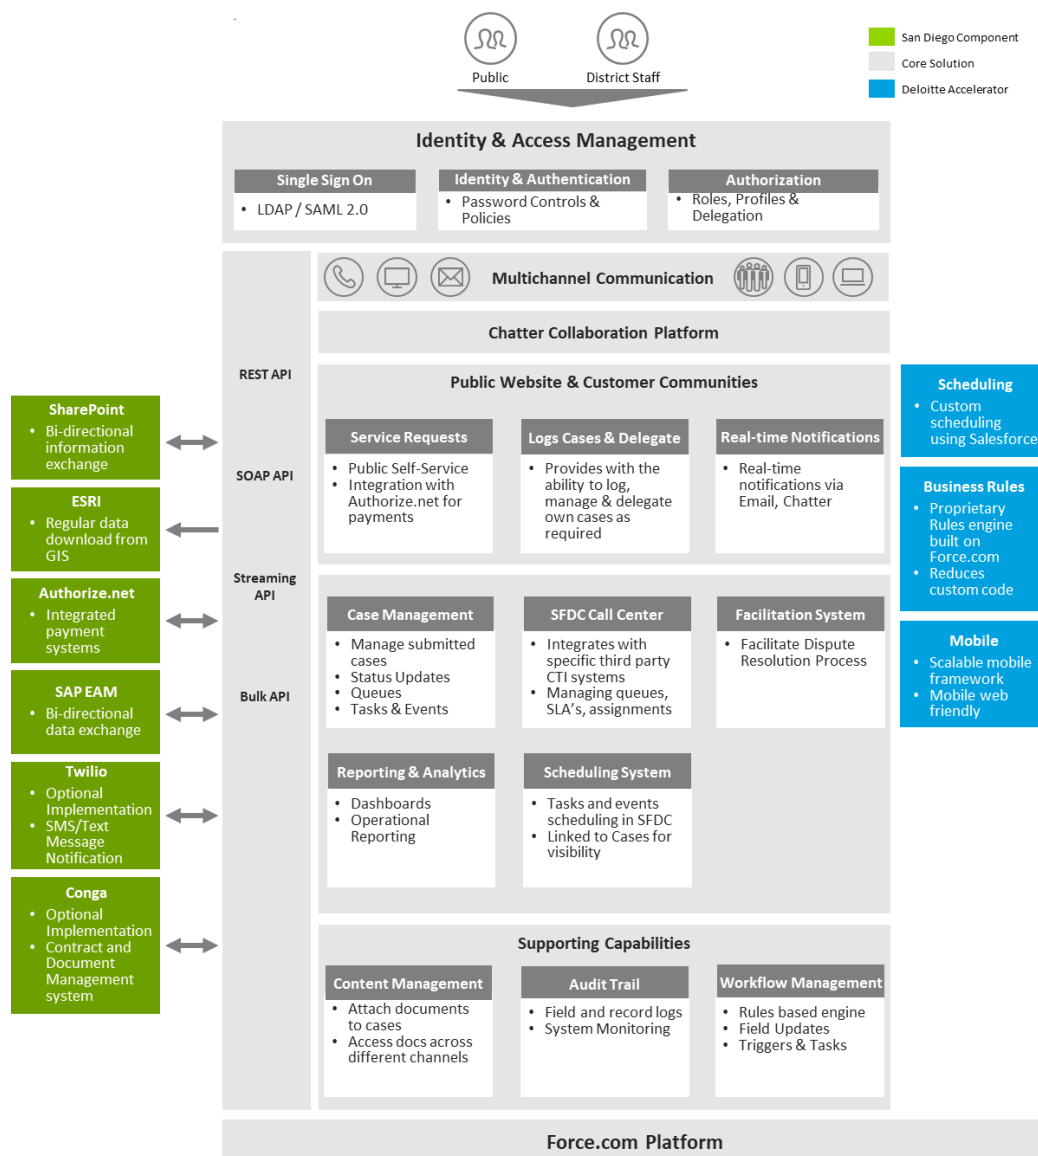 Public
District Staff
San Diego Component
Core Solution
Deloitte Accelerator
Identity & Access Management
Single Sign On
• LDAP / SAML 2.0
Identity & Authentication
• Password Controls &
Policies
Authorization
• Roles, Profiles &
Delegation
Multichannel Communication
Chatter Collaboration Platform
REST API
SOAP API
Streaming
API
Bulk API
SharePoint
• Bi-directional
information
exchange
ESRI
• Regular data
download from
GIS
Authorize.net
• Integrated
payment
systems
SAP EAM
• Bi-directional
data exchange
Twilio
• Optional
Implementation
• SMS/Text
Message
Notification
Conga
• Optional
Implementation
• Contract and
Document
Management
system
Public Website & Customer Communities
Service Requests
• Public Self-Service
• Integration with
Authorize.net for
payments
Logs Cases & Delegate
• Provides with the
ability to log,
manage & delegate
own cases as
required
Real-time Notifications
• Real-time
notifications via
Email, Chatter
Case Management
• Manage submitted
cases
• Status Updates
• Queues
• Tasks & Events
SFDC Call Center
• Integrates with
specific third party
CTI systems
• Managing queues,
SLA's, assignments
Facilitation System
• Facilitate Dispute
Resolution Process
Reporting & Analytics
• Dashboards
• Operational
Reporting
Scheduling System
• Tasks and events
scheduling in SFDC
• Linked to Cases for
visibility
Supporting Capabilities
Content Management
• Attach documents
to cases
• Access docs across
different channels
Audit Trail
• Field and record logs
• System Monitoring
Workflow Management
• Rules based engine
• Field Updates
• Triggers & Tasks
Scheduling
• Custom
scheduling
using Salesforce
Business Rules
• Proprietary
Rules engine
built on
Force.com
• Reduces
custom code
Mobile
• Scalable mobile
framework
• Mobile web
friendly
Force.com Platform